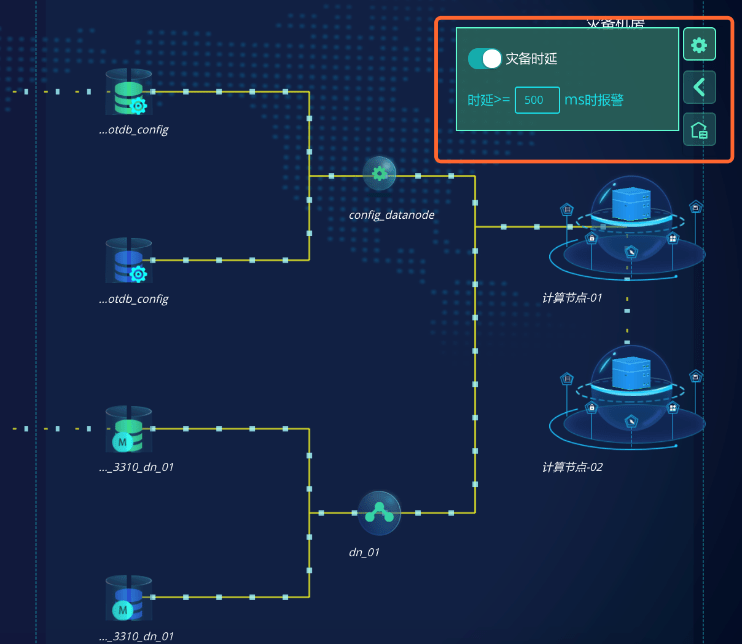 灾备机房
灾备时延
时延>= 500 ms时报警
...otdb_config
config_datanode
...otdb_config
计算节点-01
M
..._3310_dn_01
计算节点-02
dn_01
M
..._3310_dn_01